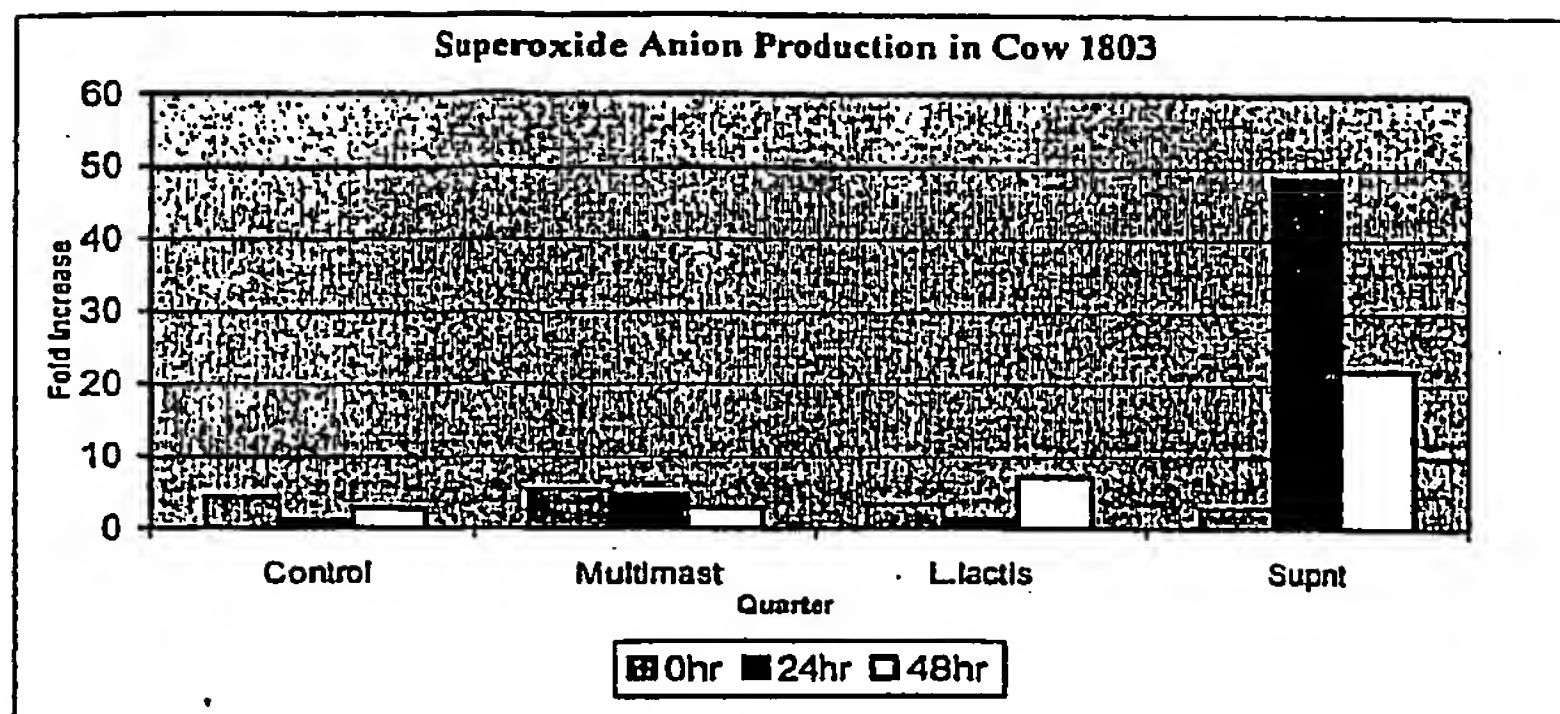 Superoxide Anion Production in Cow 1803
60
50
40
30
20
10
0
Fold Increase
Control Multimast L.lactis Supnt
Quarter
0hr 24hr 48hr